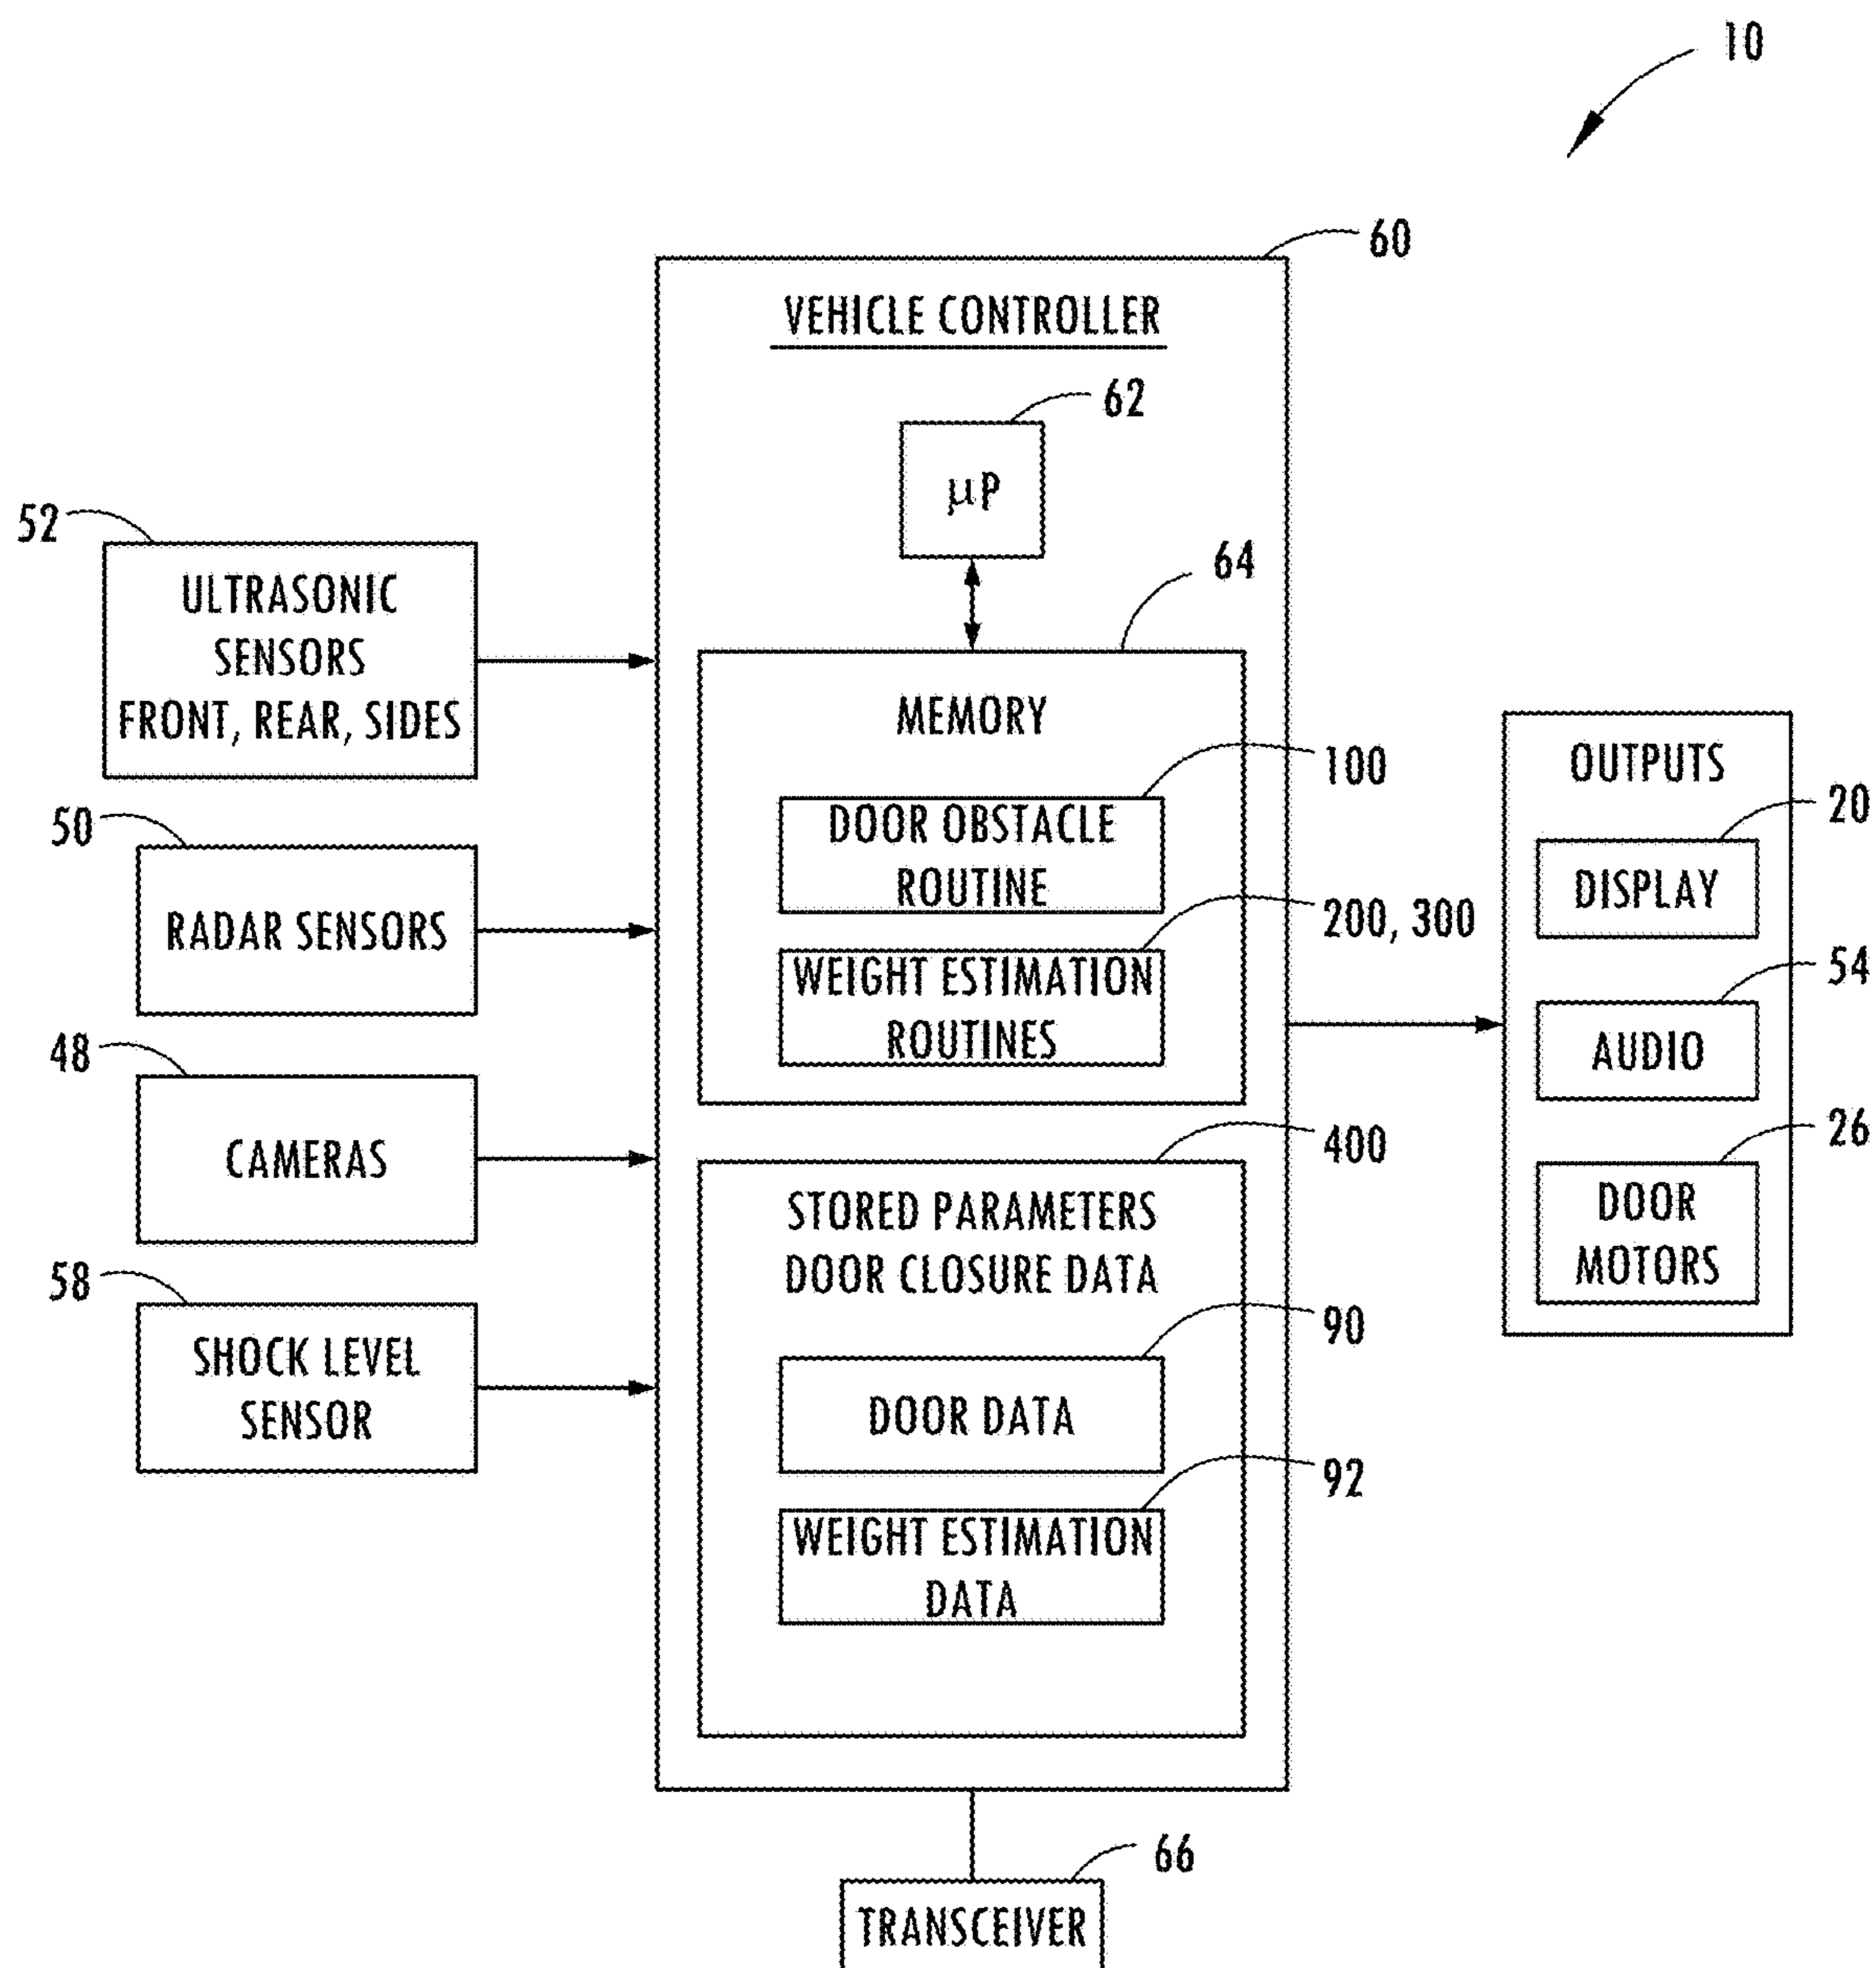 10
60
VEHICLE CONTROLLER
62
μP
52
ULTRASONIC
SENSORS
FRONT, REAR, SIDES
64
MEMORY
100
DOOR OBSTACLE
ROUTINE
200, 300
WEIGHT ESTIMATION
ROUTINES
50
RADAR SENSORS
48
CAMERAS
58
SHOCK LEVEL
SENSOR
400
STORED PARAMETERS
DOOR CLOSURE DATA
90
DOOR DATA
92
WEIGHT ESTIMATION
DATA
OUTPUTS
20
DISPLAY
54
AUDIO
26
DOOR
MOTORS
66
TRANSCEIVER